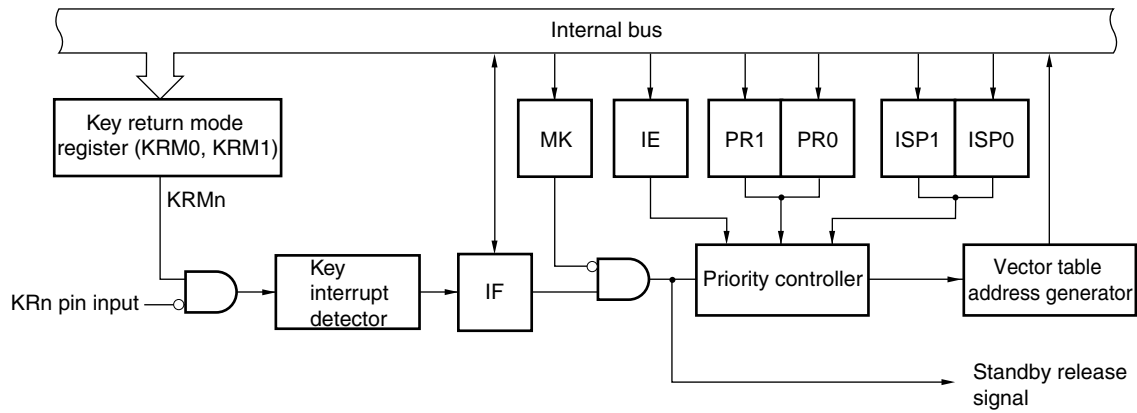 Internal bus
Key return mode
register (KRM0, KRM1)
MK
IE
PR1
PR0
ISP1
ISP0
KRMn
KRn pin input
Key
interrupt
detector
IF
Priority controller
Vector table
address generator
Standby release
signal